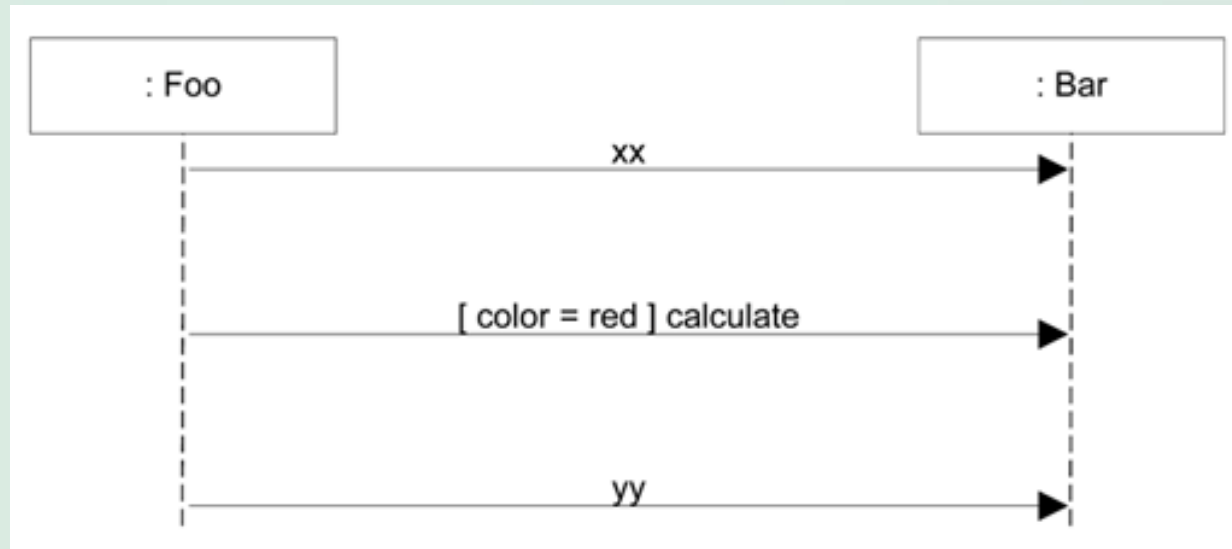 : Foo
: Bar
xx
[ color = red ] calculate
yy